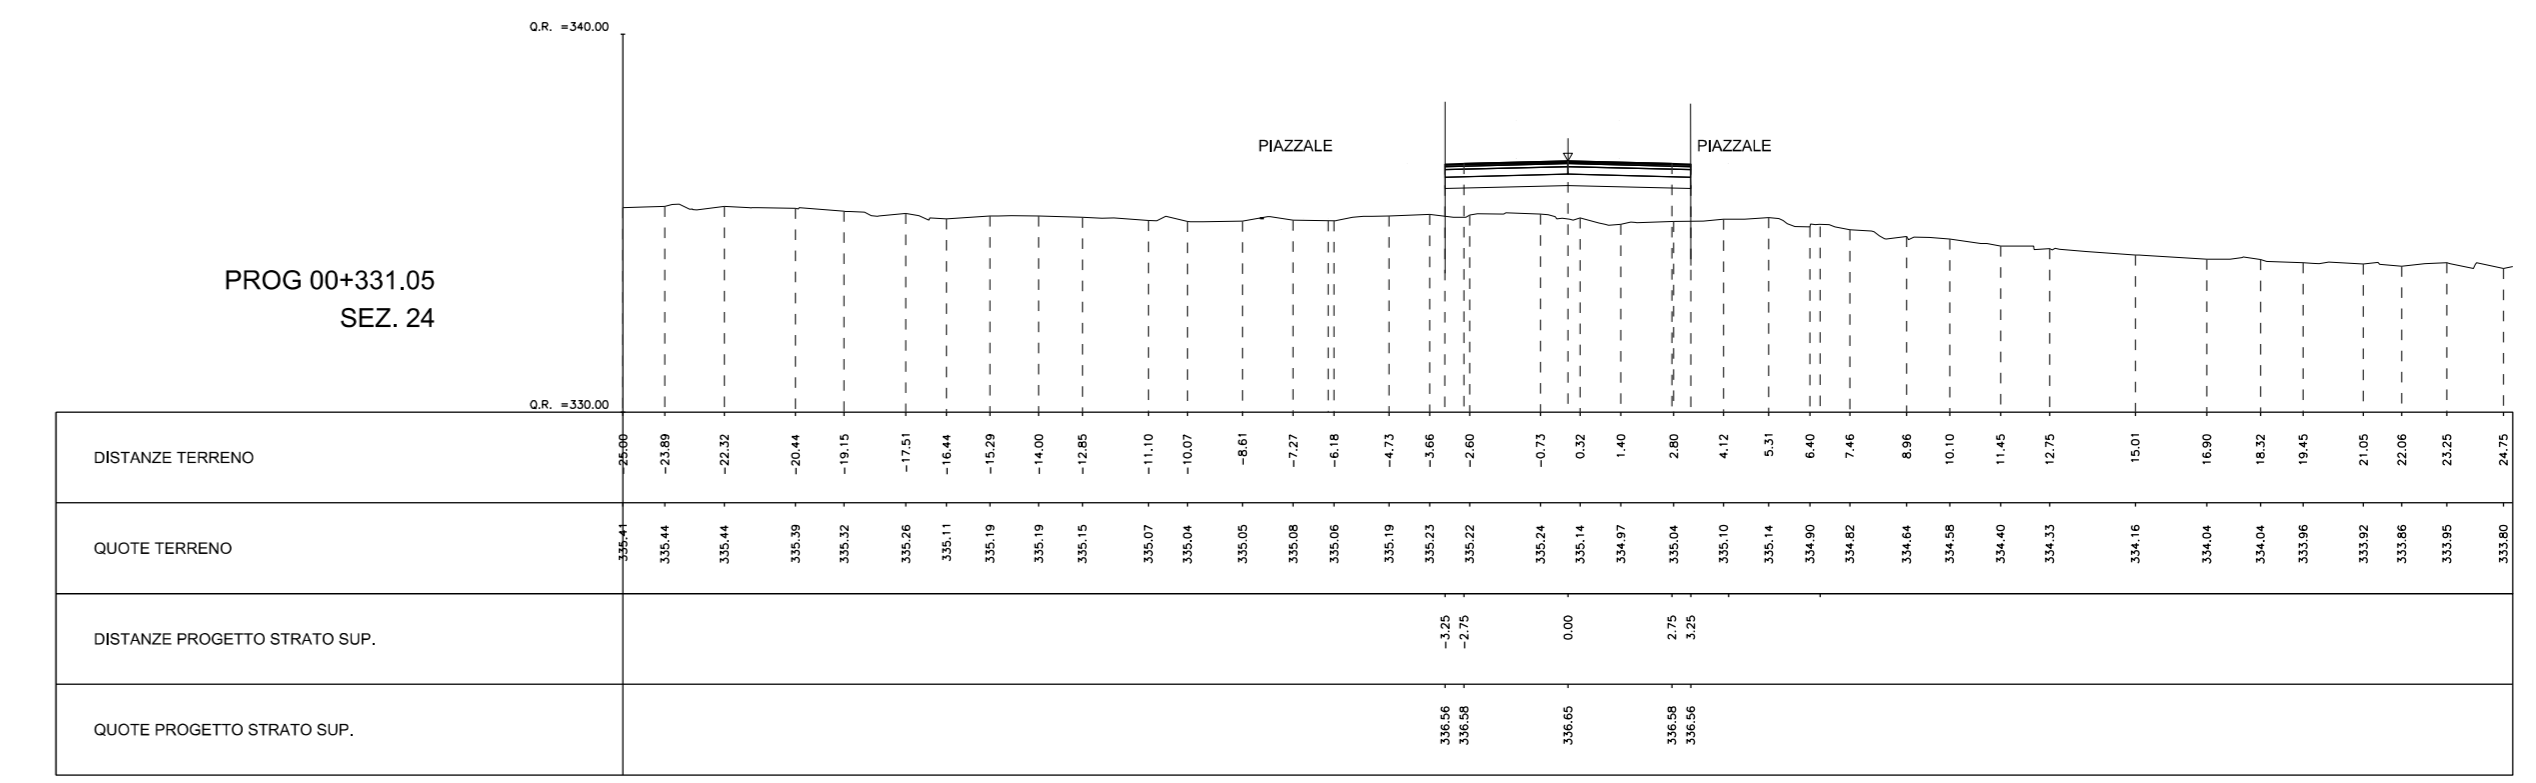 Q.R. =340.00
PIAZZALE PIAZZALE
PROG 00+331.05
SEZ. 24
Q.R. =330.00
DISTANZE TERRENO -25.00 -23.89 -22.32 -20.44 -19.15 -17.51 -16.44 -15.29 -14.00 -12.85 -11.10 -10.07 -8.61 -7.27 -6.18 -4.73 -3.66 -2.60 -0.73 0.32 1.40 2.80 4.12 5.31 6.40 7.46 8.96 10.10 11.45 12.75 15.01 16.90 18.32 19.45 21.05 22.06 23.25 24.75
QUOTE TERRENO 335.41 335.44 335.44 335.39 335.32 335.26 335.11 335.19 335.19 335.15 335.07 335.04 335.05 335.08 335.06 335.19 335.23 335.22 335.24 335.14 334.97 335.04 335.10 335.14 334.90 334.82 334.64 334.58 334.40 334.33 334.16 334.04 334.04 333.96 333.92 333.86 333.95 333.80
DISTANZE PROGETTO STRATO SUP. -3.25 -2.75 0.00 2.75 3.25
QUOTE PROGETTO STRATO SUP. 336.56 336.58 336.65 336.58 336.56